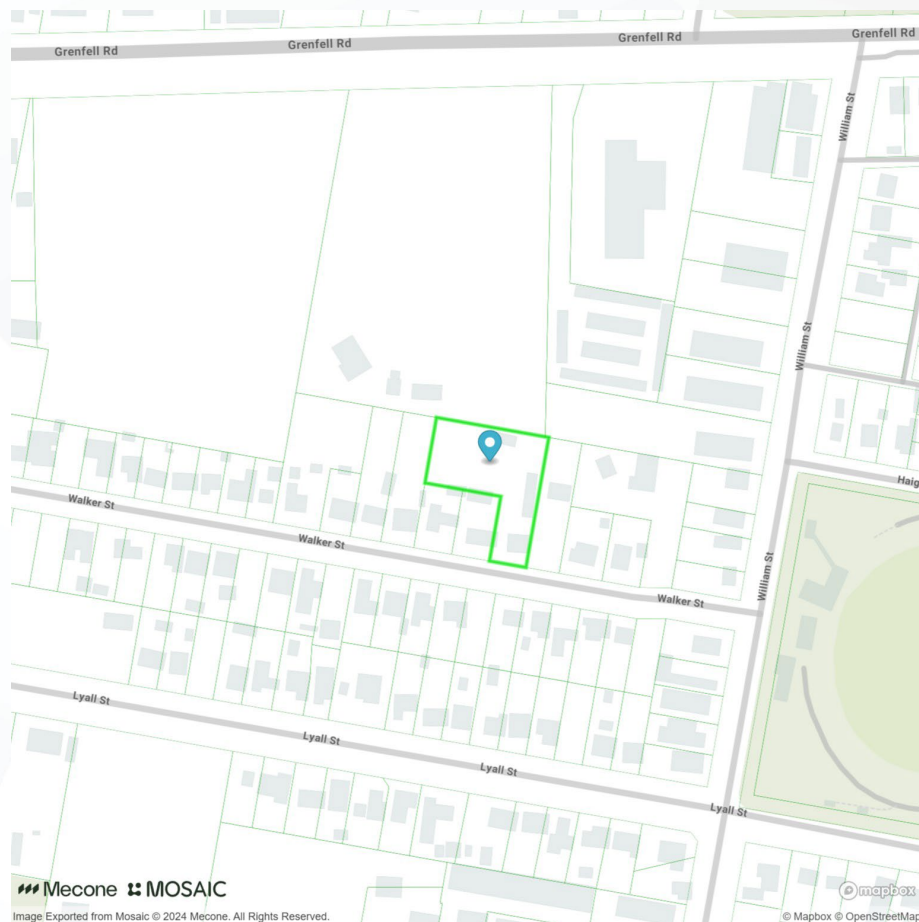 Grenfell Rd
Grenfell Rd
Grenfell Rd
Grenfell Rd
William St
William St
Haig
Walker St
Walker St
William St
Walker St
Lyall St
Lyall St
Lyall St
Lyall St
Mecone MOSAIC
mapbox
Image Exported from Mosaic © 2024 Mecone. All Rights Reserved.
© Mapbox © OpenStreetMap